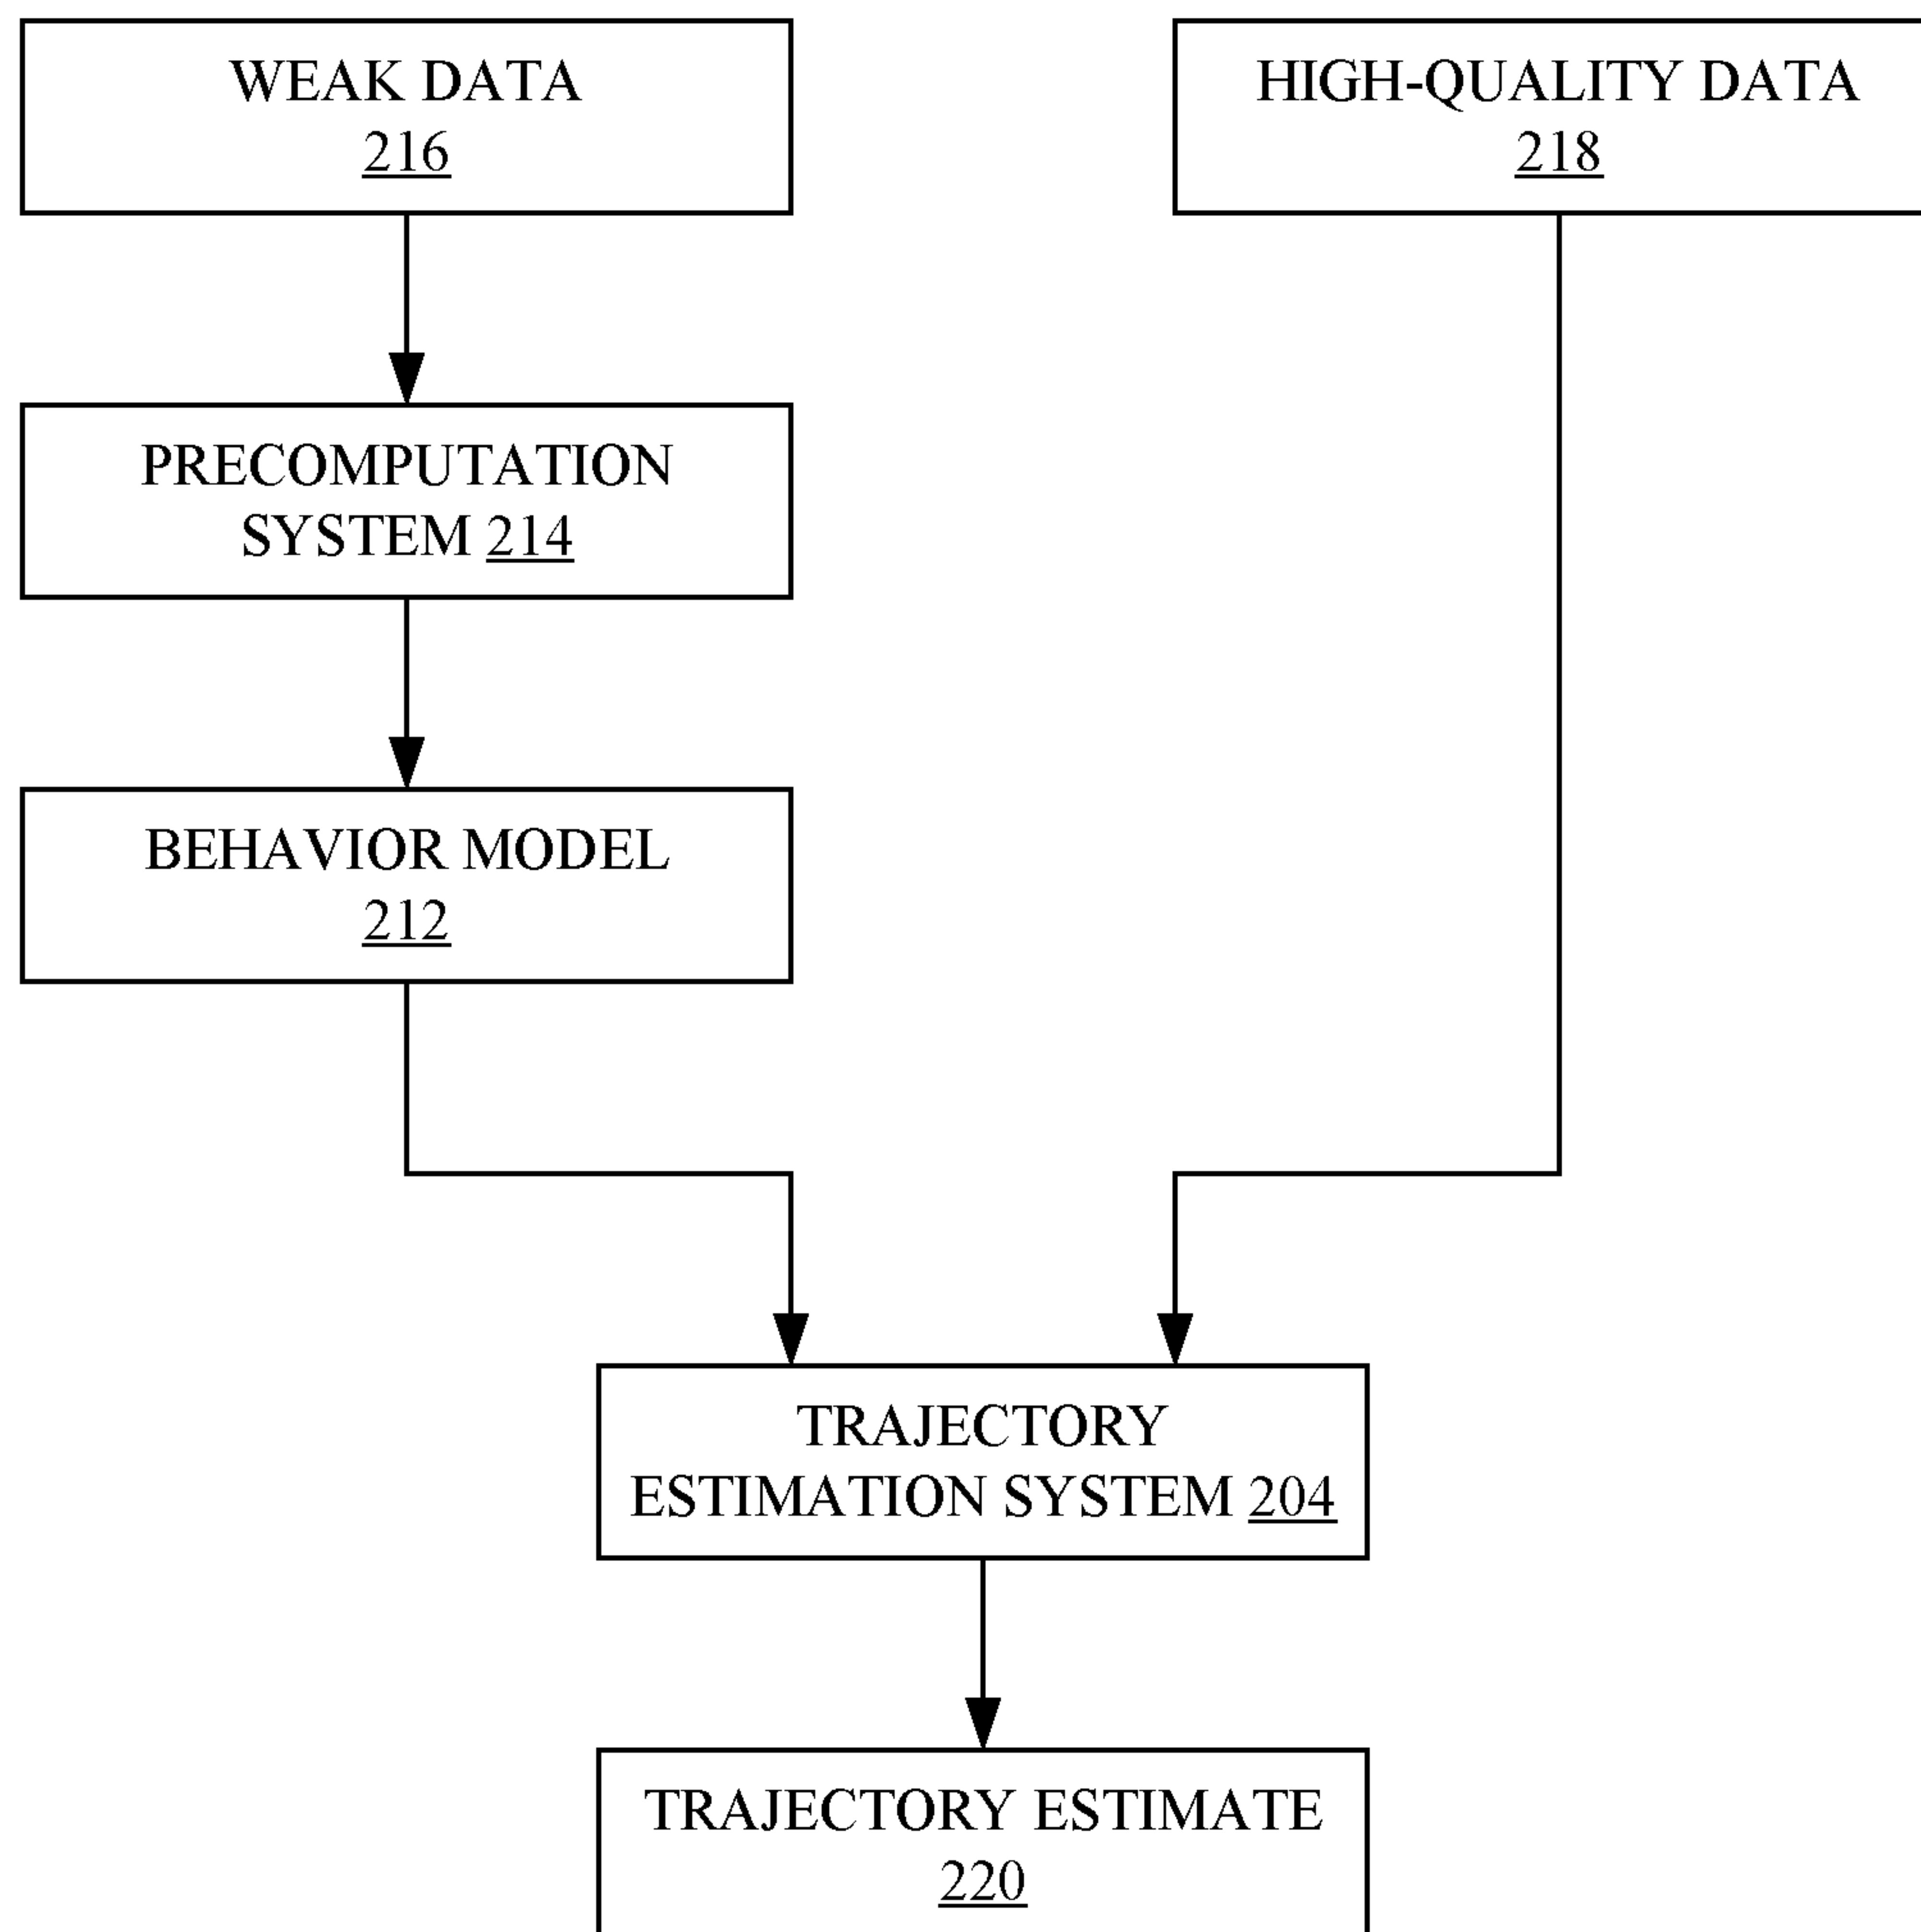 WEAK DATA
216
HIGH-QUALITY DATA
218
PRECOMPUTATION
SYSTEM 214
BEHAVIOR MODEL
212
TRAJECTORY
ESTIMATION SYSTEM 204
TRAJECTORY ESTIMATE
220